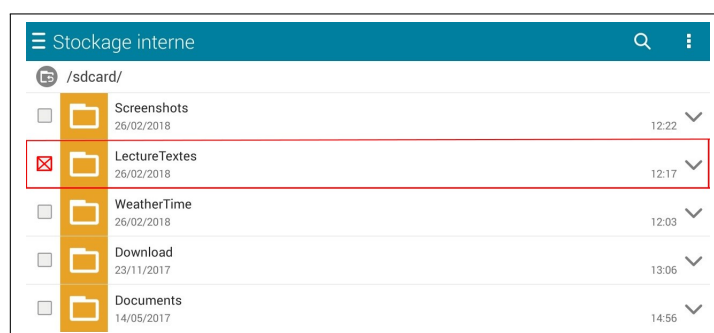 Stockage interne
/sdcard/
Screenshots
26/02/2018 12:22
LectureTextes
26/02/2018 12:17
WeatherTime
26/02/2018 12:03
Download
23/11/2017 13:06
Documents
14/05/2017 14:56